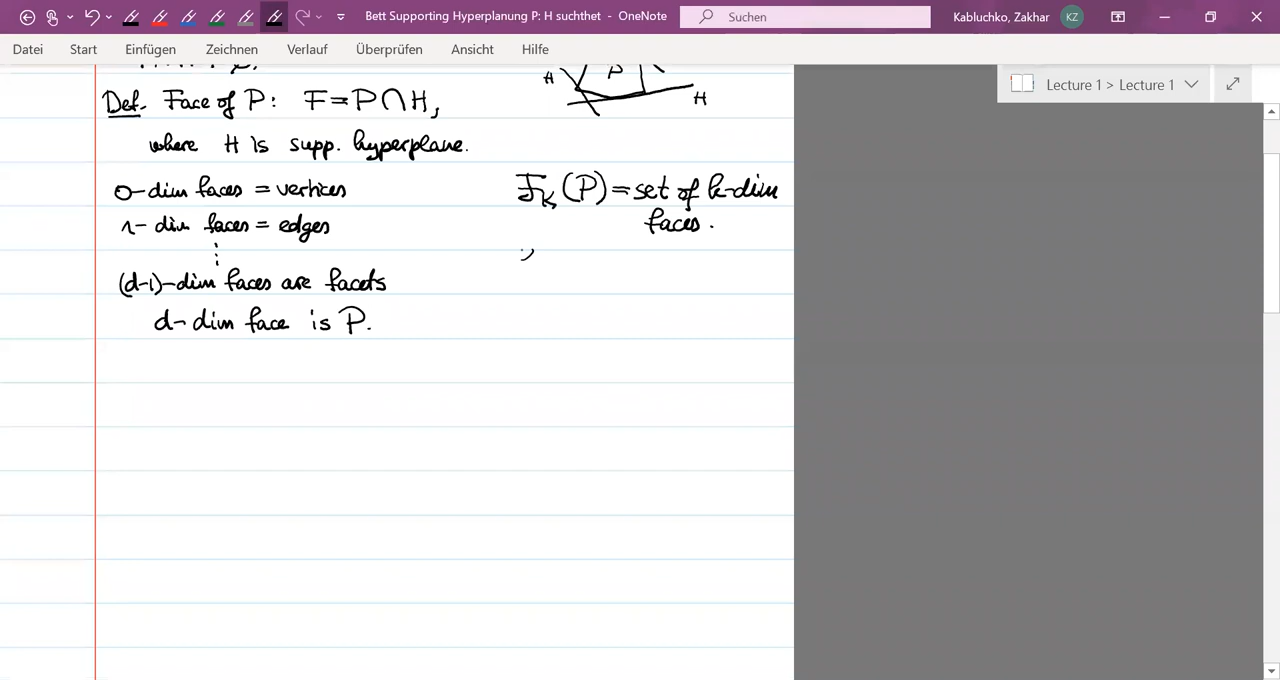 Bett Supporting Hyperplanung P: H suchthet - OneNote
Suchen
Kabluchko, Zakhar
KZ
Datei Start Einfügen Zeichnen Verlauf Überprüfen Ansicht Hilfe
Lecture 1 > Lecture 1
P
H
H
Def. Face of P: F = P ∩ H,
where H is supp. hyperplane.
0-dim faces = vertices
1-dim faces = edges
⋮
(d-1)-dim faces are facets
d-dim face is P.
F_k (P) = set of k-dim
faces.